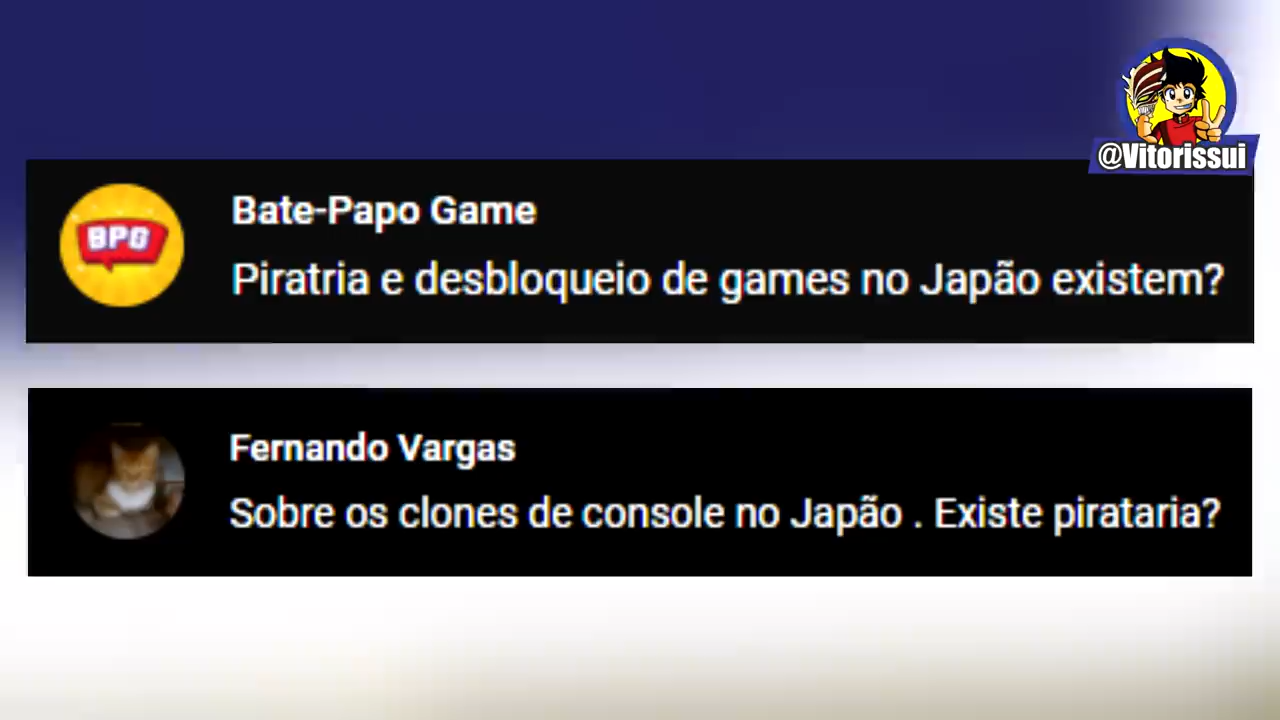 @Vitorissui
BPG
Bate-Papo Game
Piratria e desbloqueio de games no Japão existem?
Fernando Vargas
Sobre os clones de console no Japão . Existe pirataria?